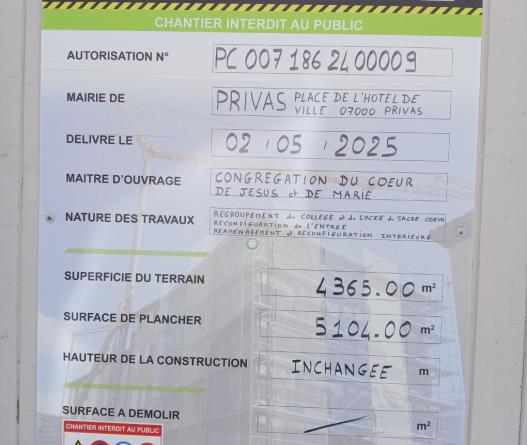 CHANTIER INTERDIT AU PUBLIC
AUTORISATION N° PC 007 186 24 00009
MAIRIE DE PRIVAS PLACE DE L'HOTEL DE
VILLE 07000 PRIVAS
DELIVRE LE 02 / 05 / 2025
MAITRE D'OUVRAGE CONGREGATION DU COEUR
DE JESUS et DE MARIE
NATURE DES TRAVAUX REGROUPEMENT du COLLEGE et du LYCEE du SACRE COEUR
RECONFIGURATION de L'ENTREE
REAMENAGEMENT et RECONFIGURATION INTERIEURE
SUPERFICIE DU TERRAIN 4365.00 m²
SURFACE DE PLANCHER 5104.00 m²
HAUTEUR DE LA CONSTRUCTION INCHANGEE m
SURFACE A DEMOLIR m²
CHANTIER INTERDIT AU PUBLIC